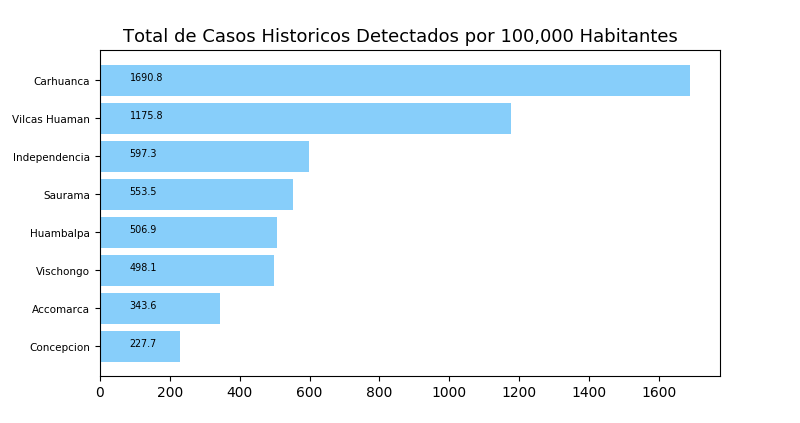 Total de Casos Historicos Detectados por 100,000 Habitantes
Carhuanca 1690.8
Vilcas Huaman 1175.8
Independencia 597.3
Saurama 553.5
Huambalpa 506.9
Vischongo 498.1
Accomarca 343.6
Concepcion 227.7
0 200 400 600 800 1000 1200 1400 1600